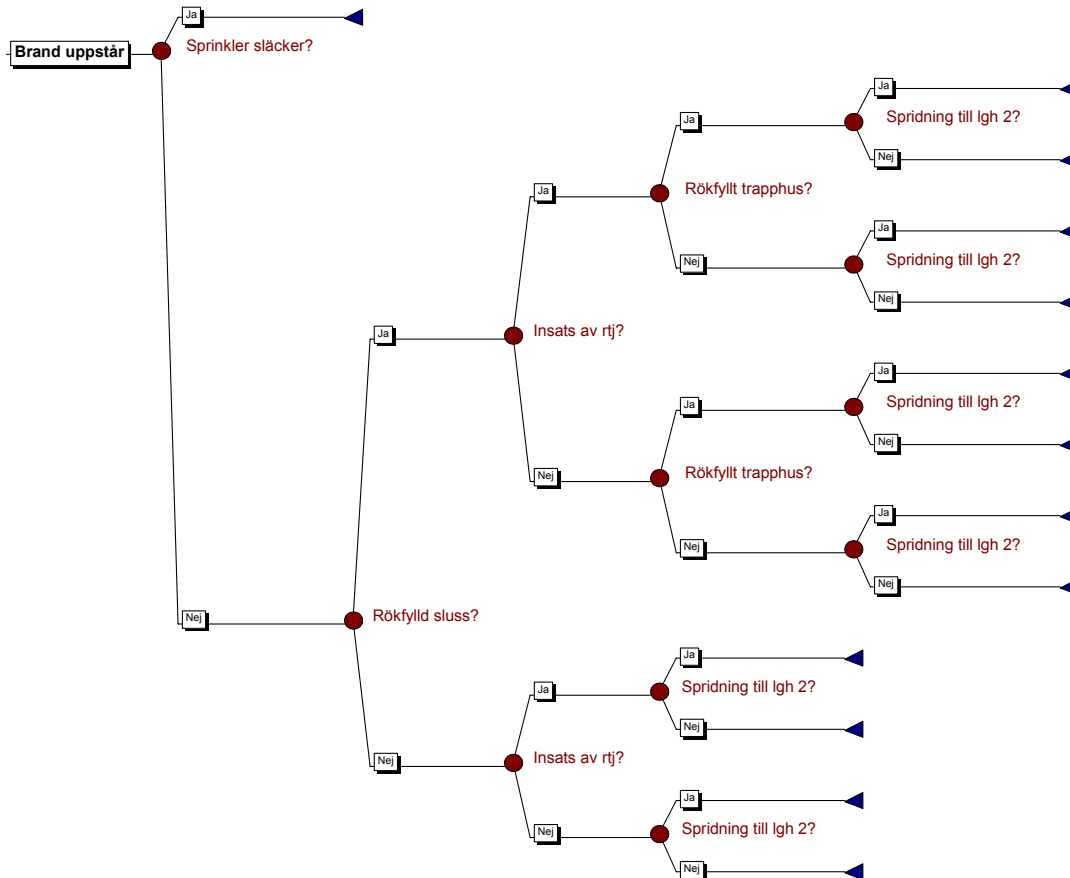 Ja
Brand uppstår
Sprinkler släcker?
Ja
Spridning till lgh 2?
Ja
Nej
Ja
Rökfyllt trapphus?
Ja
Spridning till lgh 2?
Nej
Nej
Ja
Insats av rtj?
Ja
Spridning till lgh 2?
Ja
Nej
Nej
Rökfyllt trapphus?
Ja
Spridning till lgh 2?
Nej
Nej
Nej
Rökfylld sluss?
Ja
Spridning till lgh 2?
Ja
Nej
Nej
Insats av rtj?
Ja
Spridning till lgh 2?
Nej
Nej